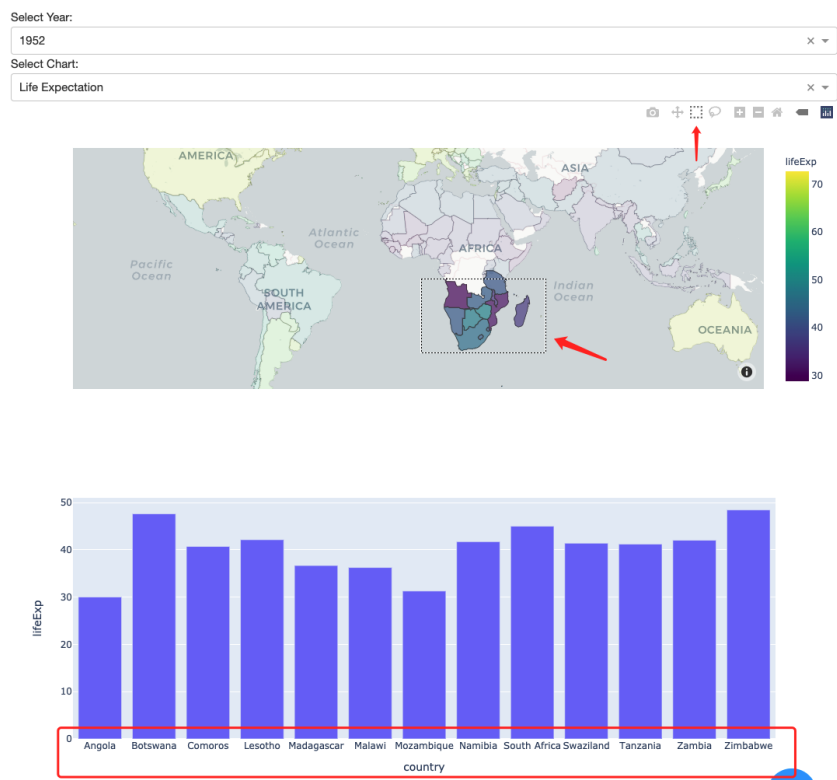 Select Year:
1952
Select Chart:
Life Expectation
AMERICA
ASIA
Atlantic
Ocean
AFRICA
Pacific
Ocean
SOUTH
AMERICA
Indian
Ocean
OCEANIA
lifeExp
70
60
50
40
30
50
40
30
20
10
0
lifeExp
Angola Botswana Comoros Lesotho Madagascar Malawi Mozambique Namibia South Africa Swaziland Tanzania Zambia Zimbabwe
country